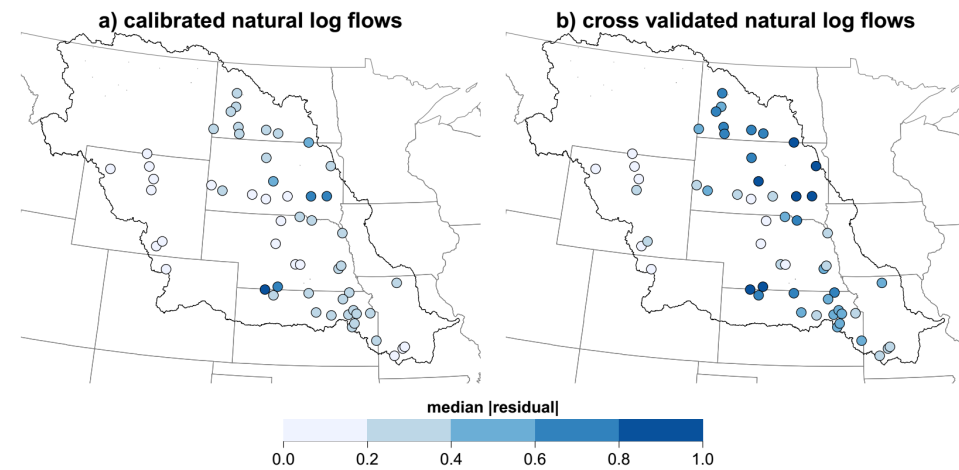 a) calibrated natural log flows
b) cross validated natural log flows
median |residual|
0.0 0.2 0.4 0.6 0.8 1.0